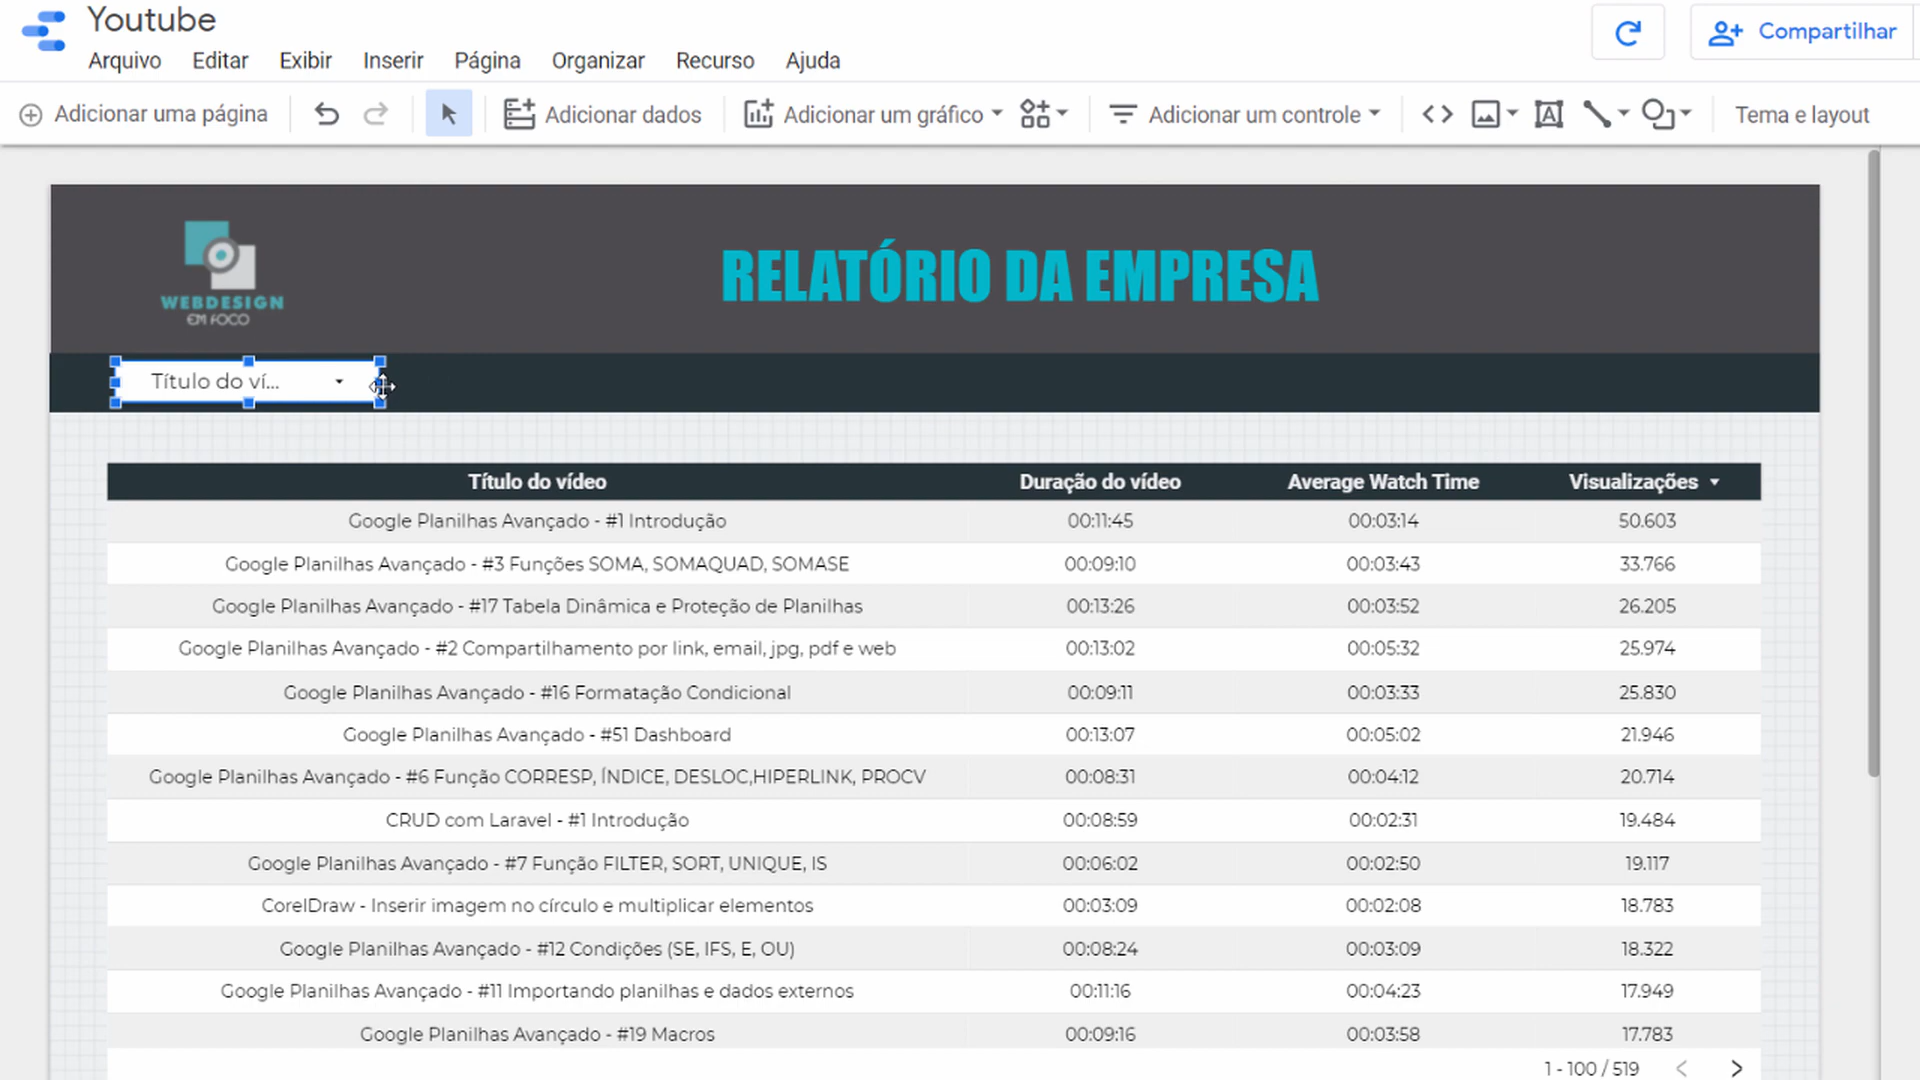 Youtube
Arquivo Editar Exibir Inserir Página Organizar Recurso Ajuda
Compartilhar
Adicionar uma página Adicionar dados Adicionar um gráfico Adicionar um controle Tema e layout
WEBDESIGN
EM FOCO
RELATÓRIO DA EMPRESA
Título do ví...
Título do vídeo Duração do vídeo Average Watch Time Visualizações
Google Planilhas Avançado - #1 Introdução 00:11:45 00:03:14 50.603
Google Planilhas Avançado - #3 Funções SOMA, SOMAQUAD, SOMASE 00:09:10 00:03:43 33.766
Google Planilhas Avançado - #17 Tabela Dinâmica e Proteção de Planilhas 00:13:26 00:03:52 26.205
Google Planilhas Avançado - #2 Compartilhamento por link, email, jpg, pdf e web 00:13:02 00:05:32 25.974
Google Planilhas Avançado - #16 Formatação Condicional 00:09:11 00:03:33 25.830
Google Planilhas Avançado - #51 Dashboard 00:13:07 00:05:02 21.946
Google Planilhas Avançado - #6 Função CORRESP, ÍNDICE, DESLOC,HIPERLINK, PROCV 00:08:31 00:04:12 20.714
CRUD com Laravel - #1 Introdução 00:08:59 00:02:31 19.484
Google Planilhas Avançado - #7 Função FILTER, SORT, UNIQUE, IS 00:06:02 00:02:50 19.117
CorelDraw - Inserir imagem no círculo e multiplicar elementos 00:03:09 00:02:08 18.783
Google Planilhas Avançado - #12 Condições (SE, IFS, E, OU) 00:08:24 00:03:09 18.322
Google Planilhas Avançado - #11 Importando planilhas e dados externos 00:11:16 00:04:23 17.949
Google Planilhas Avançado - #19 Macros 00:09:16 00:03:58 17.783
1 - 100 / 519